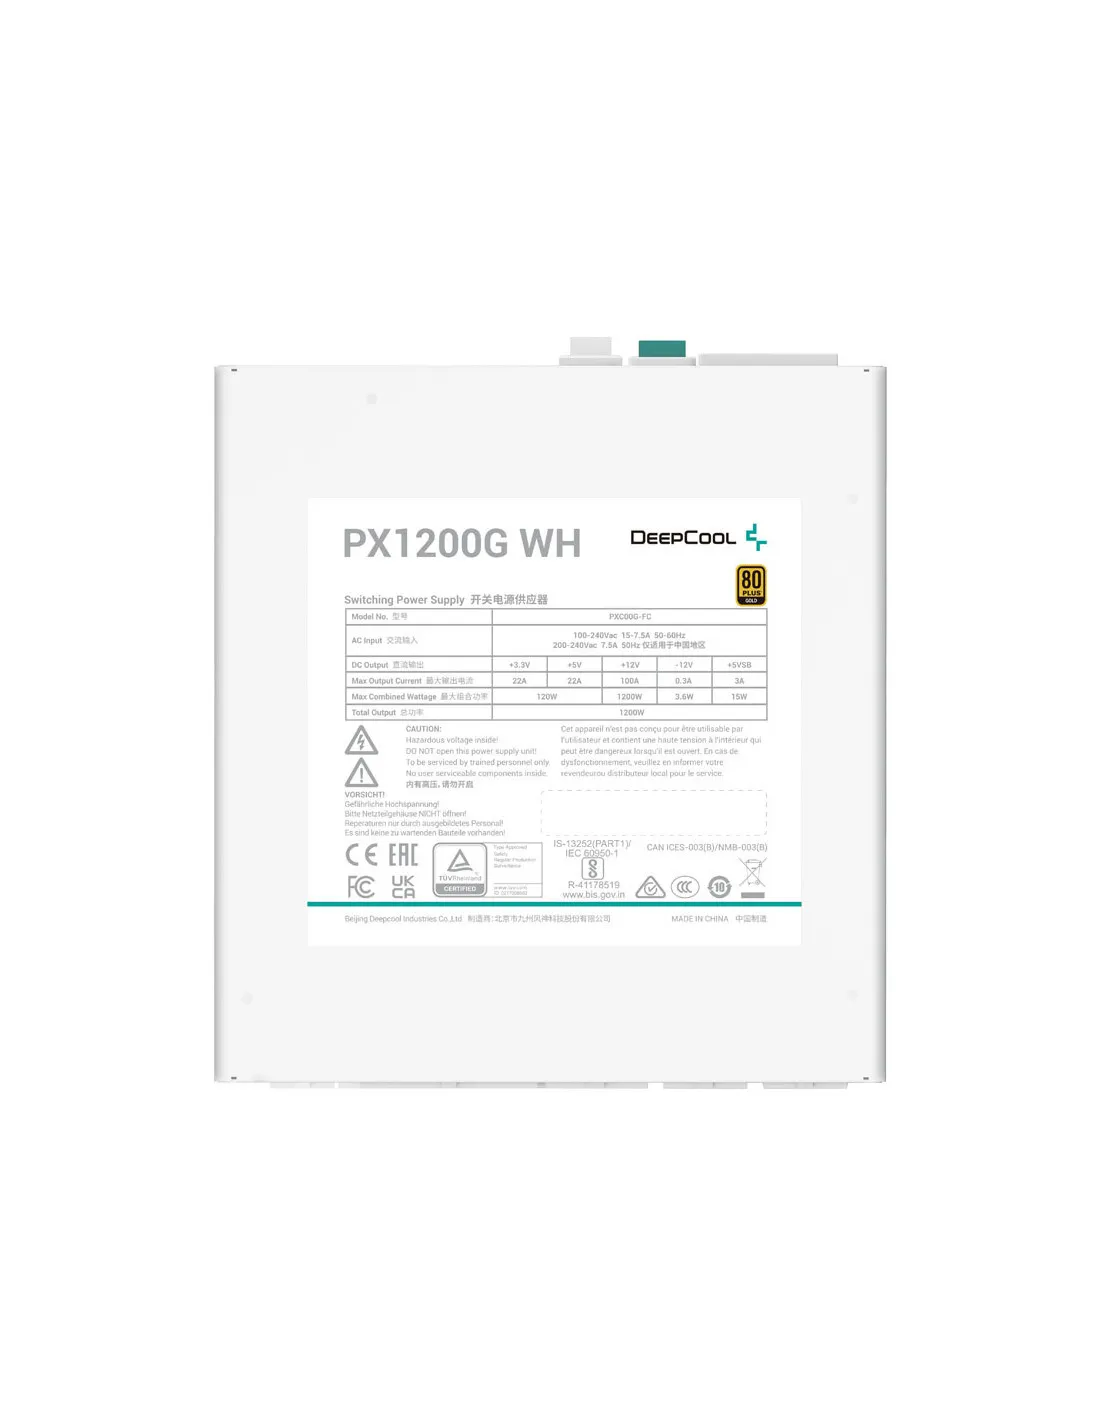 PX1200G WH
DEEPCOOL
80
PLUS
GOLD
Switching Power Supply 开关电源供应器
Model No. 型号 PXC00G-FC
AC Input 交流输入 100-240Vac 15-7.5A 50-60Hz
200-240Vac 7.5A 50Hz 仅适用于中国地区
DC Output 直流输出 +3.3V +5V +12V -12V +5VSB
Max Output Current 最大输出电流 22A 22A 100A 0.3A 3A
Max Combined Wattage 最大组合功率 120W 1200W 3.6W 15W
Total Output 总功率 1200W
CAUTION:
Hazardous voltage inside!
DO NOT open this power supply unit!
To be serviced by trained personnel only.
No user serviceable components inside.
内有高压，请勿开启
Cet appareil n'est pas conçu pour être utilisable par
l'utilisateur et contient une haute tension à l'intérieur qui
peut être dangereux lorsqu'il est ouvert. En cas de
dysfonctionnement, veuillez en informer votre
revendeurou distributeur local pour le service.
VORSICHT!
Gefährliche Hochspannung!
Bitte Netzteilgehäuse NICHT öffnen!
Reperaturen nur durch ausgebildetes Personal!
Es sind keine zu wartenden Bauteile vorhanden!
CE EAC
FC
UK
CA
TÜVRheinland
CERTIFIED
Type Approved
Safety
Regular Production
Surveillance
IS-13252(PART1)/
IEC 60950-1
R-41178519
www.bis.gov.in
CAN ICES-003(B)/NMB-003(B)
CCC
10
Beijing Deepcool Industries Co.,Ltd 制造商：北京市九州风神科技股份有限公司
MADE IN CHINA 中国制造